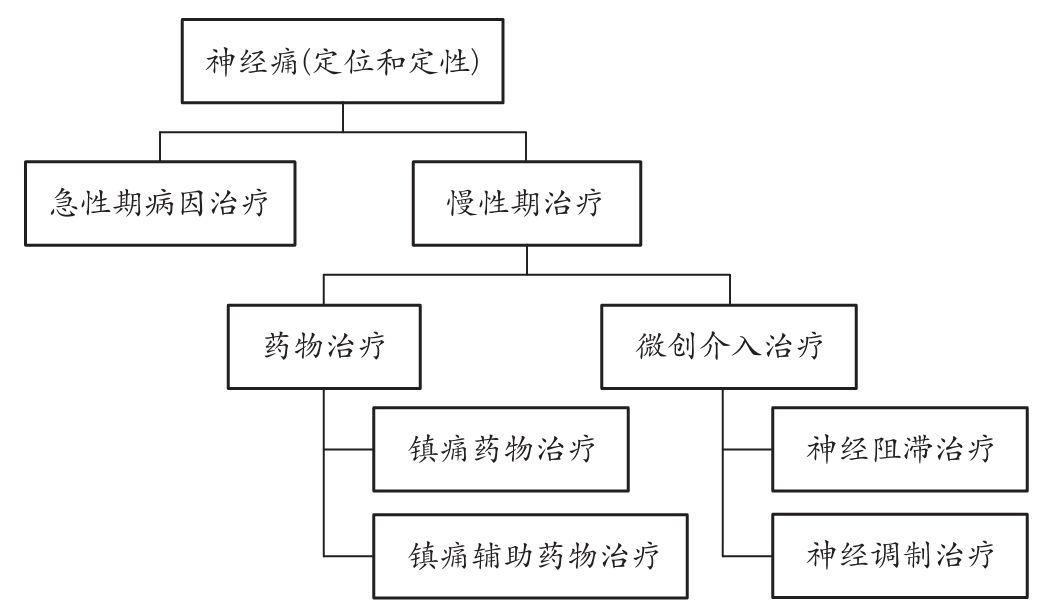 神经痛(定位和定性)
急性期病因治疗
慢性期治疗
药物治疗
微创介入治疗
镇痛药物治疗
神经阻滞治疗
镇痛辅助药物治疗
神经调制治疗